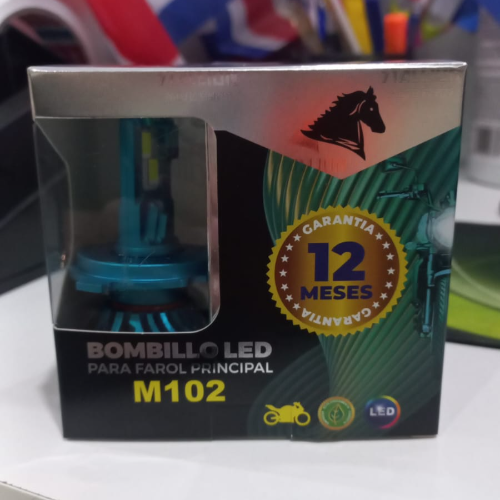 GARANTIA
12
MESES
GARANTIA
BOMBILLO LED
PARA FAROL PRINCIPAL
M102
LED